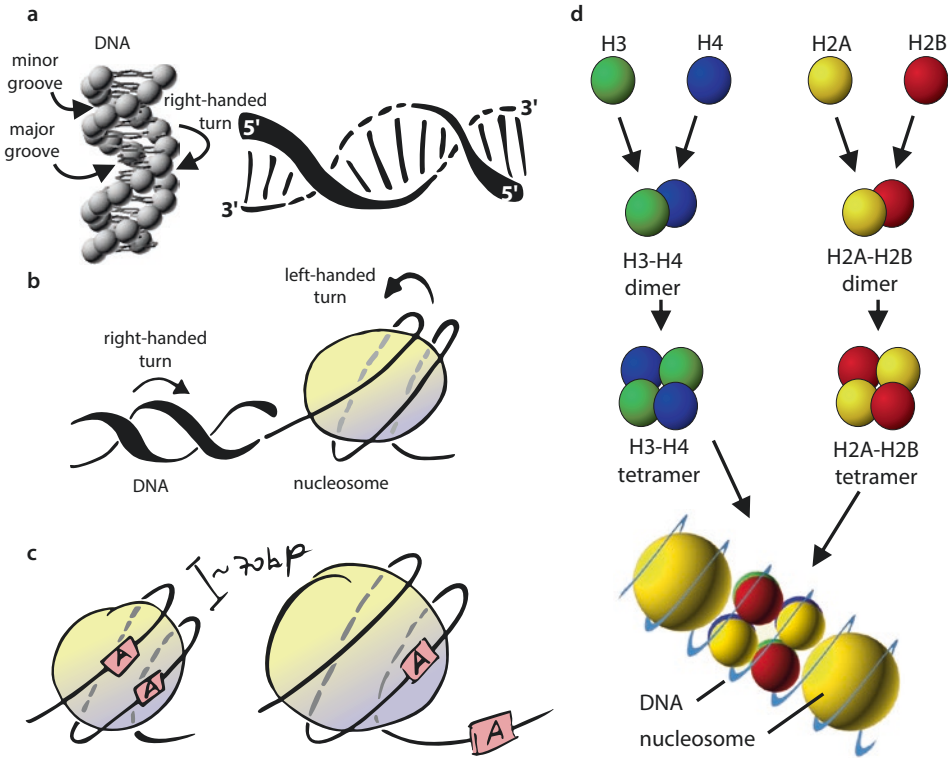 a
DNA
minor
groove
major
groove
right-handed
turn
5'
3'
3'
5'
b
right-handed
turn
left-handed
turn
DNA
nucleosome
c
~70bp
A
A
A
A
d
H3
H4
H2A
H2B
H3-H4
dimer
H2A-H2B
dimer
H3-H4
tetramer
H2A-H2B
tetramer
DNA
nucleosome